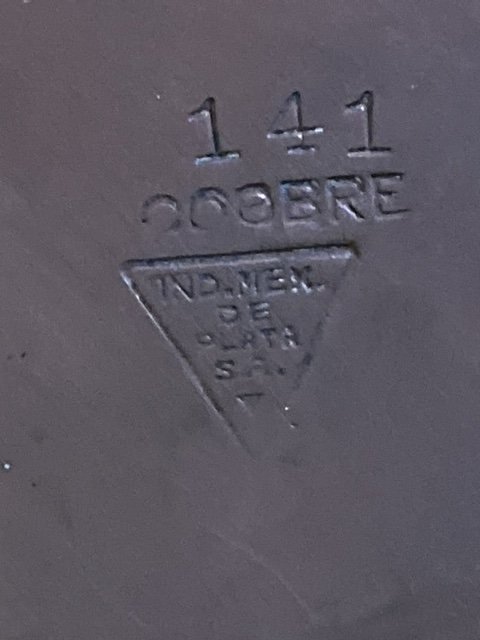 141
COBRE
IND.MEX.
DE
PLATA
S.A.